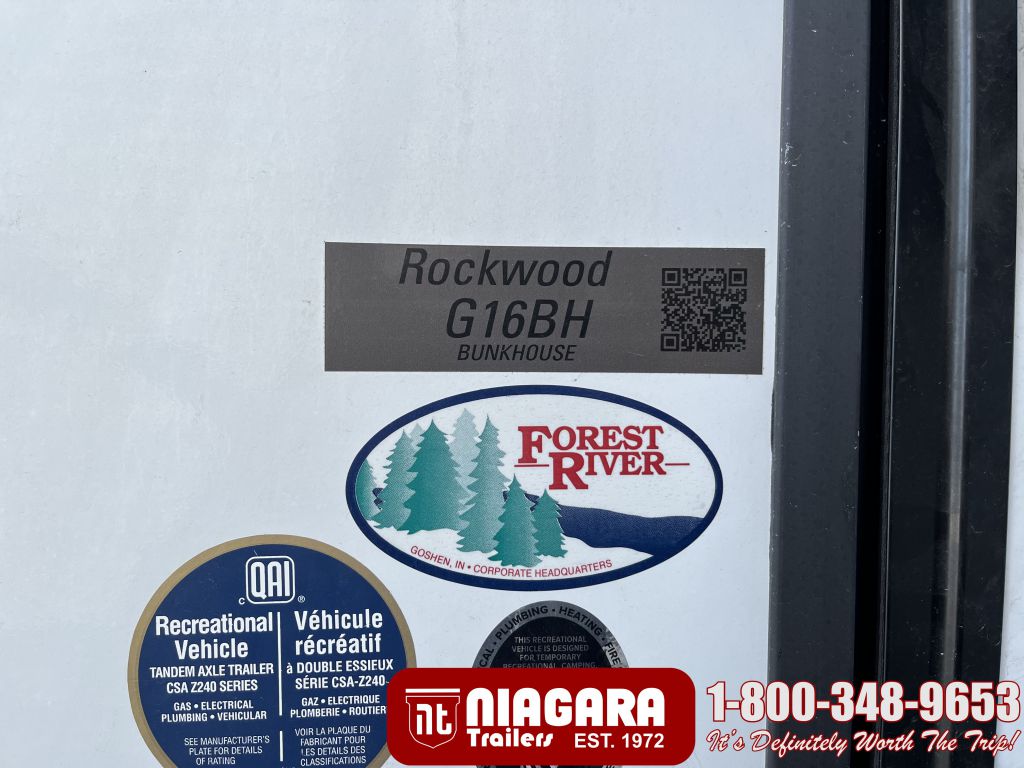 Rockwood
G16BH
BUNKHOUSE
FOREST
RIVER
GOSHEN, IN • CORPORATE HEADQUARTERS
C QAI ®
Recreational
Vehicle
TANDEM AXLE TRAILER
CSA Z240 SERIES
GAS • ELECTRICAL
PLUMBING • VEHICULAR
SEE MANUFACTURER'S
PLATE FOR DETAILS
OF RATING
Véhicule
récréatif
à DOUBLE ESSIEUX
SÉRIE CSA-Z240
GAZ • ELECTRIQUE
PLOMBERIE • ROUTIER
VOIR LA PLAQUE DU
FABRICANT POUR
LES DETAILS DES
CLASSIFICATIONS
PLUMBING • HEATING •
THIS RECREATIONAL
VEHICLE IS DESIGNED
FOR TEMPORARY
RECREATIONAL, CAMPING,
nt NIAGARA
Trailers EST. 1972
1-800-348-9653
It's Definitely Worth The Trip!